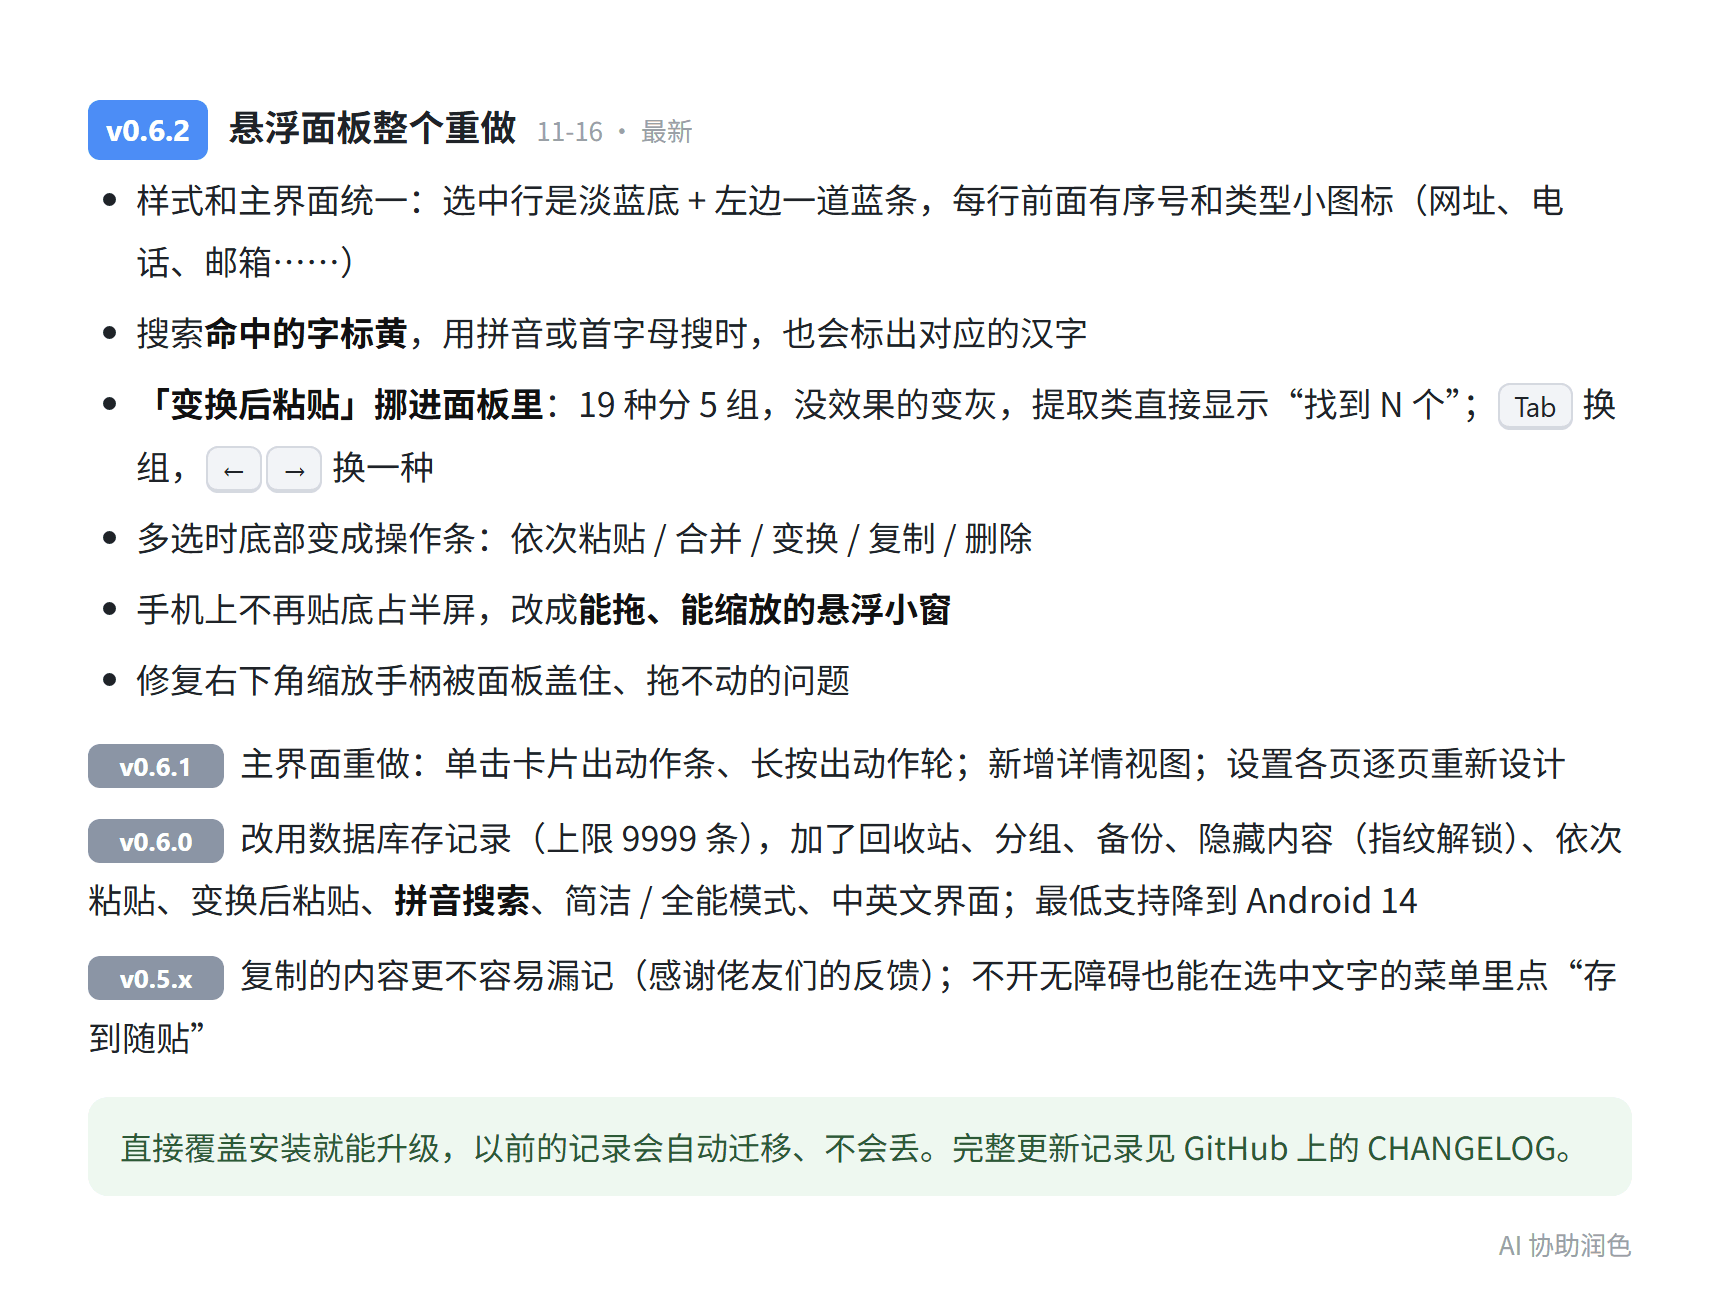 v0.6.2 悬浮面板整个重做 11-16 · 最新
样式和主界面统一：选中行是淡蓝底 + 左边一道蓝条，每行前面有序号和类型小图标（网址、电
话、邮箱……）
搜索命中的字标黄，用拼音或首字母搜时，也会标出对应的汉字
「变换后粘贴」挪进面板里：19 种分 5 组，没效果的变灰，提取类直接显示“找到 N 个”；Tab 换
组，← → 换一种
多选时底部变成操作条：依次粘贴 / 合并 / 变换 / 复制 / 删除
手机上不再贴底占半屏，改成能拖、能缩放的悬浮小窗
修复右下角缩放手柄被面板盖住、拖不动的问题
v0.6.1 主界面重做：单击卡片出动作条、长按出动作轮；新增详情视图；设置各页逐页重新设计
v0.6.0 改用数据库存记录（上限 9999 条），加了回收站、分组、备份、隐藏内容（指纹解锁）、依次
粘贴、变换后粘贴、拼音搜索、简洁 / 全能模式、中英文界面；最低支持降到 Android 14
v0.5.x 复制的内容更不容易漏记（感谢佬友们的反馈）；不开无障碍也能在选中文字的菜单里点“存
到随贴”
直接覆盖安装就能升级，以前的记录会自动迁移、不会丢。完整更新记录见 GitHub 上的 CHANGELOG。
AI 协助润色